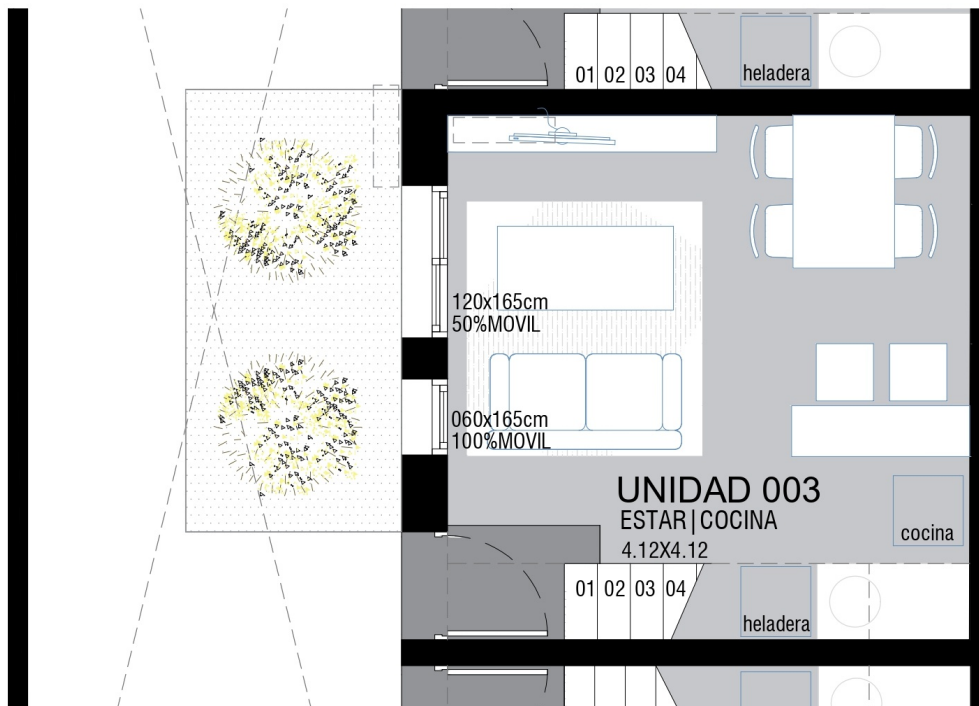 01 02 03 04
heladera
120x165cm
50%MOVIL
060x165cm
100%MOVIL
UNIDAD 003
ESTAR|COCINA
4.12X4.12
cocina
01 02 03 04
heladera